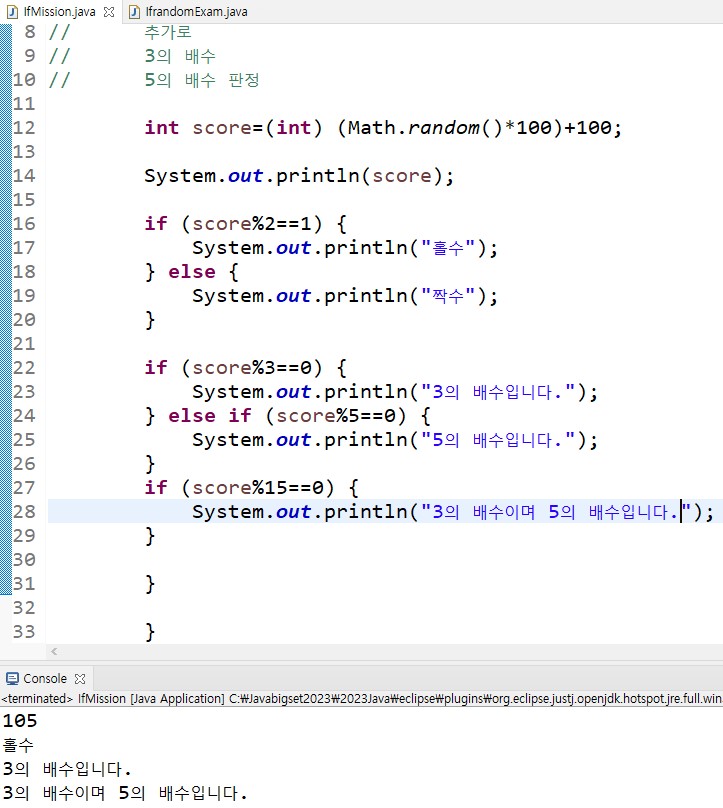 IfMission.java IfrandomExam.java
8 // 추가로
9 // 3의 배수
10 // 5의 배수 판정
11
12 int score=(int) (Math.random()*100)+100;
13
14 System.out.println(score);
15
16 if (score%2==1) {
17 System.out.println("홀수");
18 } else {
19 System.out.println("짝수");
20 }
21
22 if (score%3==0) {
23 System.out.println("3의 배수입니다.");
24 } else if (score%5==0) {
25 System.out.println("5의 배수입니다.");
26 }
27 if (score%15==0) {
28 System.out.println("3의 배수이며 5의 배수입니다.");
29 }
30
31 }
32
33 }
Console
<terminated> IfMission [Java Application] C:₩Javabigset2023₩2023Java₩eclipse₩plugins₩org.eclipse.justj.openjdk.hotspot.jre.full.win
105
홀수
3의 배수입니다.
3의 배수이며 5의 배수입니다.